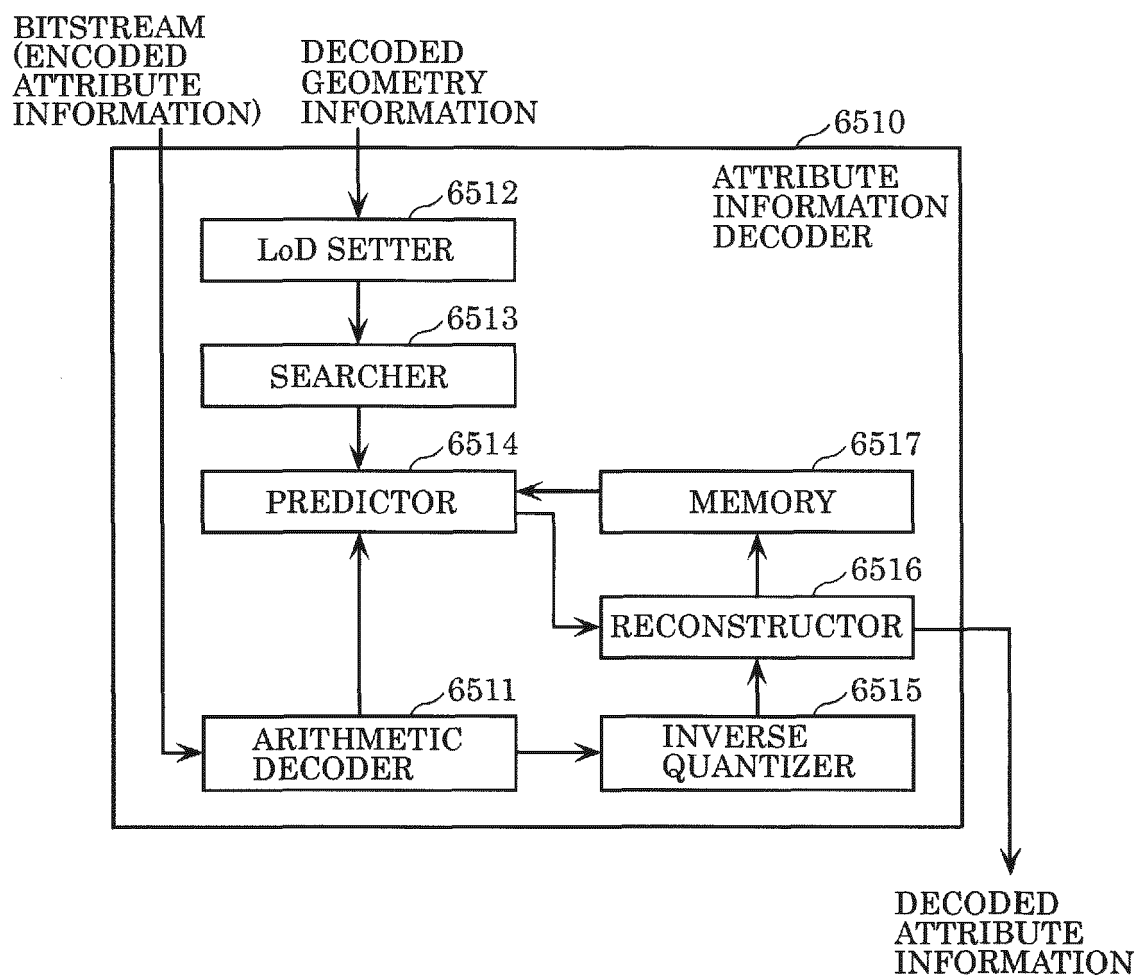 BITSTREAM
(ENCODED
ATTRIBUTE
INFORMATION)
DECODED
GEOMETRY
INFORMATION
6510
ATTRIBUTE
INFORMATION
DECODER
6512
LoD SETTER
6513
SEARCHER
6514
PREDICTOR
6517
MEMORY
6516
RECONSTRUCTOR
6511
ARITHMETIC
DECODER
6515
INVERSE
QUANTIZER
DECODED
ATTRIBUTE
INFORMATION